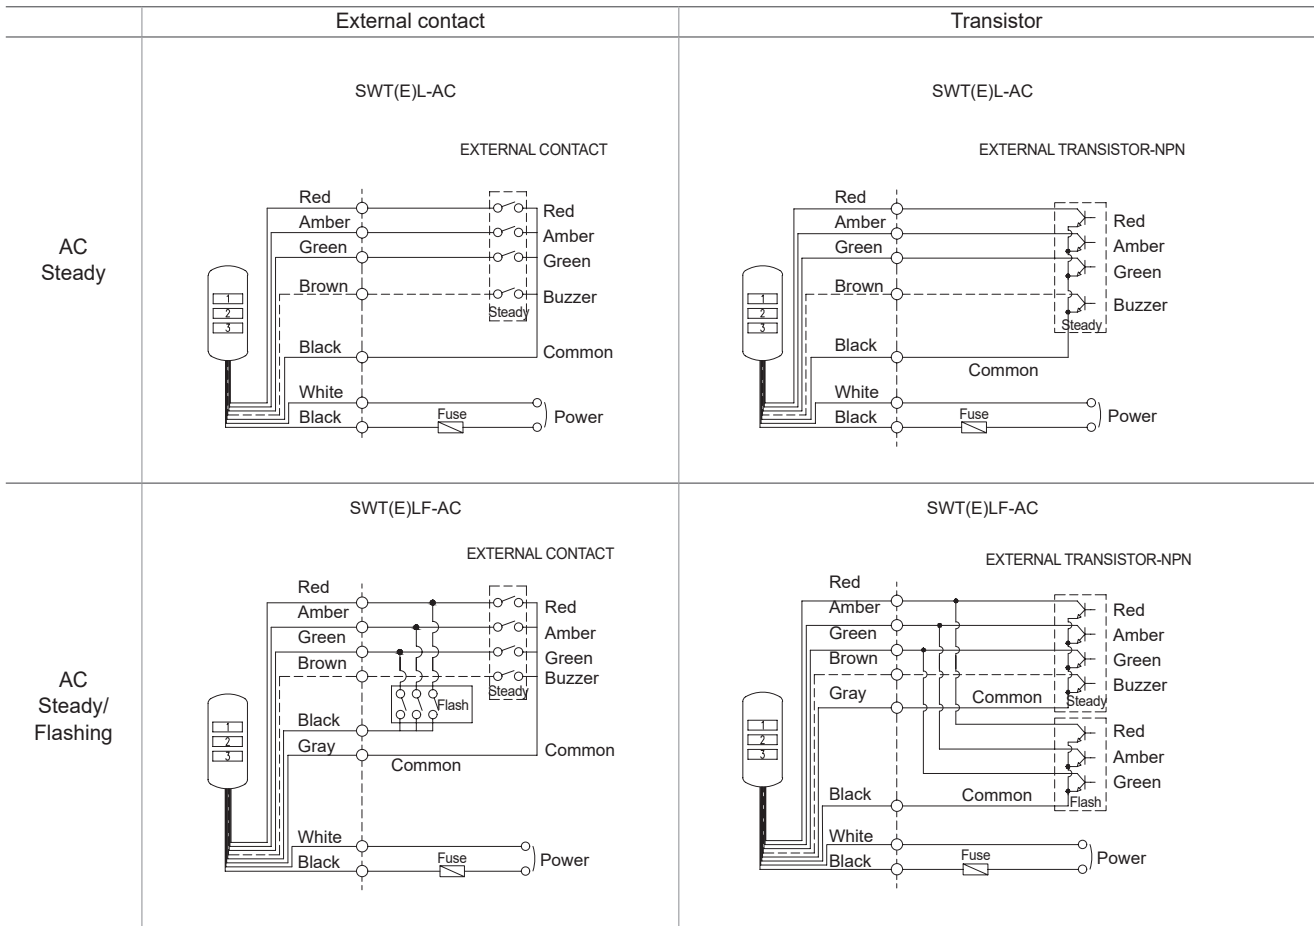 External contact
Transistor
AC
Steady
SWT(E)L-AC
EXTERNAL CONTACT
Red
Amber
Green
Brown
Black
White
Black
1
2
3
Fuse
Steady
Red
Amber
Green
Buzzer
Common
Power
SWT(E)L-AC
EXTERNAL TRANSISTOR-NPN
Red
Amber
Green
Brown
Black
White
Black
1
2
3
Fuse
Steady
Red
Amber
Green
Buzzer
Common
Power
AC
Steady/
Flashing
SWT(E)LF-AC
EXTERNAL CONTACT
Red
Amber
Green
Brown
Black
Gray
White
Black
1
2
3
Flash
Common
Fuse
Steady
Red
Amber
Green
Buzzer
Common
Power
SWT(E)LF-AC
EXTERNAL TRANSISTOR-NPN
Red
Amber
Green
Brown
Gray
Black
White
Black
1
2
3
Common
Common
Fuse
Steady
Red
Amber
Green
Buzzer
Red
Amber
Green
Flash
Power